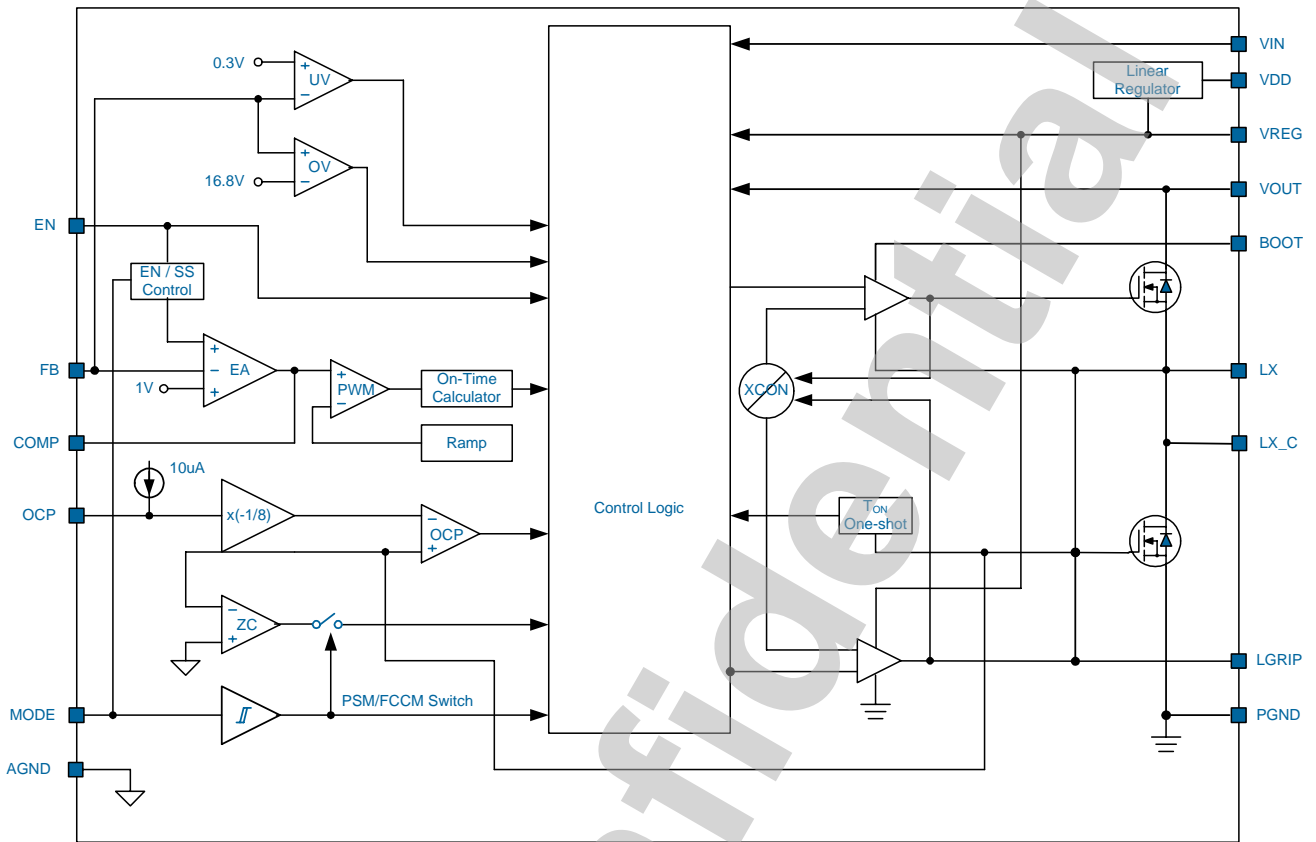 0.3V
+
UV
−
+
OV
16.8V
−
EN
EN / SS
Control
+
FB
−
EA
1V
+
+
PWM
−
On-Time
Calculator
Ramp
COMP
10uA
OCP
x(-1/8)
−
OCP
+
−
ZC
+
PSM/FCCM Switch
MODE
AGND
Control Logic
XCON
TON
One-shot
Linear
Regulator
VIN
VDD
VREG
VOUT
BOOT
LX
LX_C
LGRIP
PGND
fidential